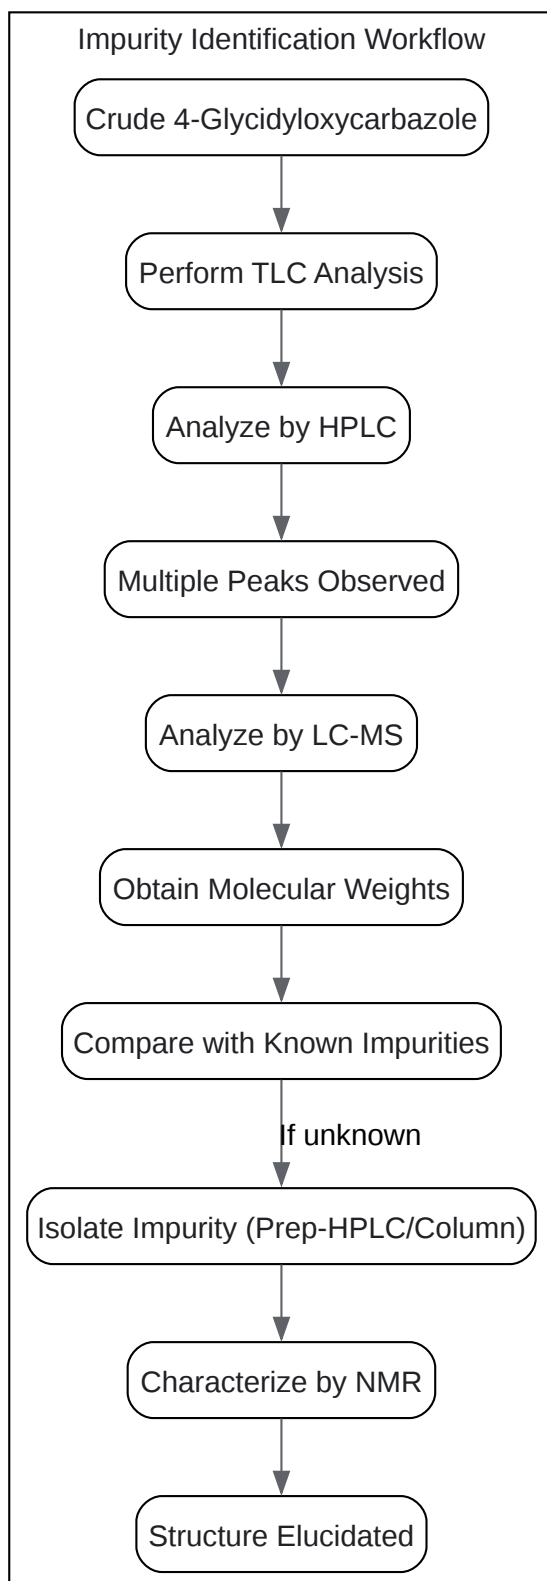 Impurity Identification Workflow
Crude 4-Glycidyloxycarbazole
Perform TLC Analysis
Analyze by HPLC
Multiple Peaks Observed
Analyze by LC-MS
Obtain Molecular Weights
Compare with Known Impurities
If unknown
Isolate Impurity (Prep-HPLC/Column)
Characterize by NMR
Structure Elucidated